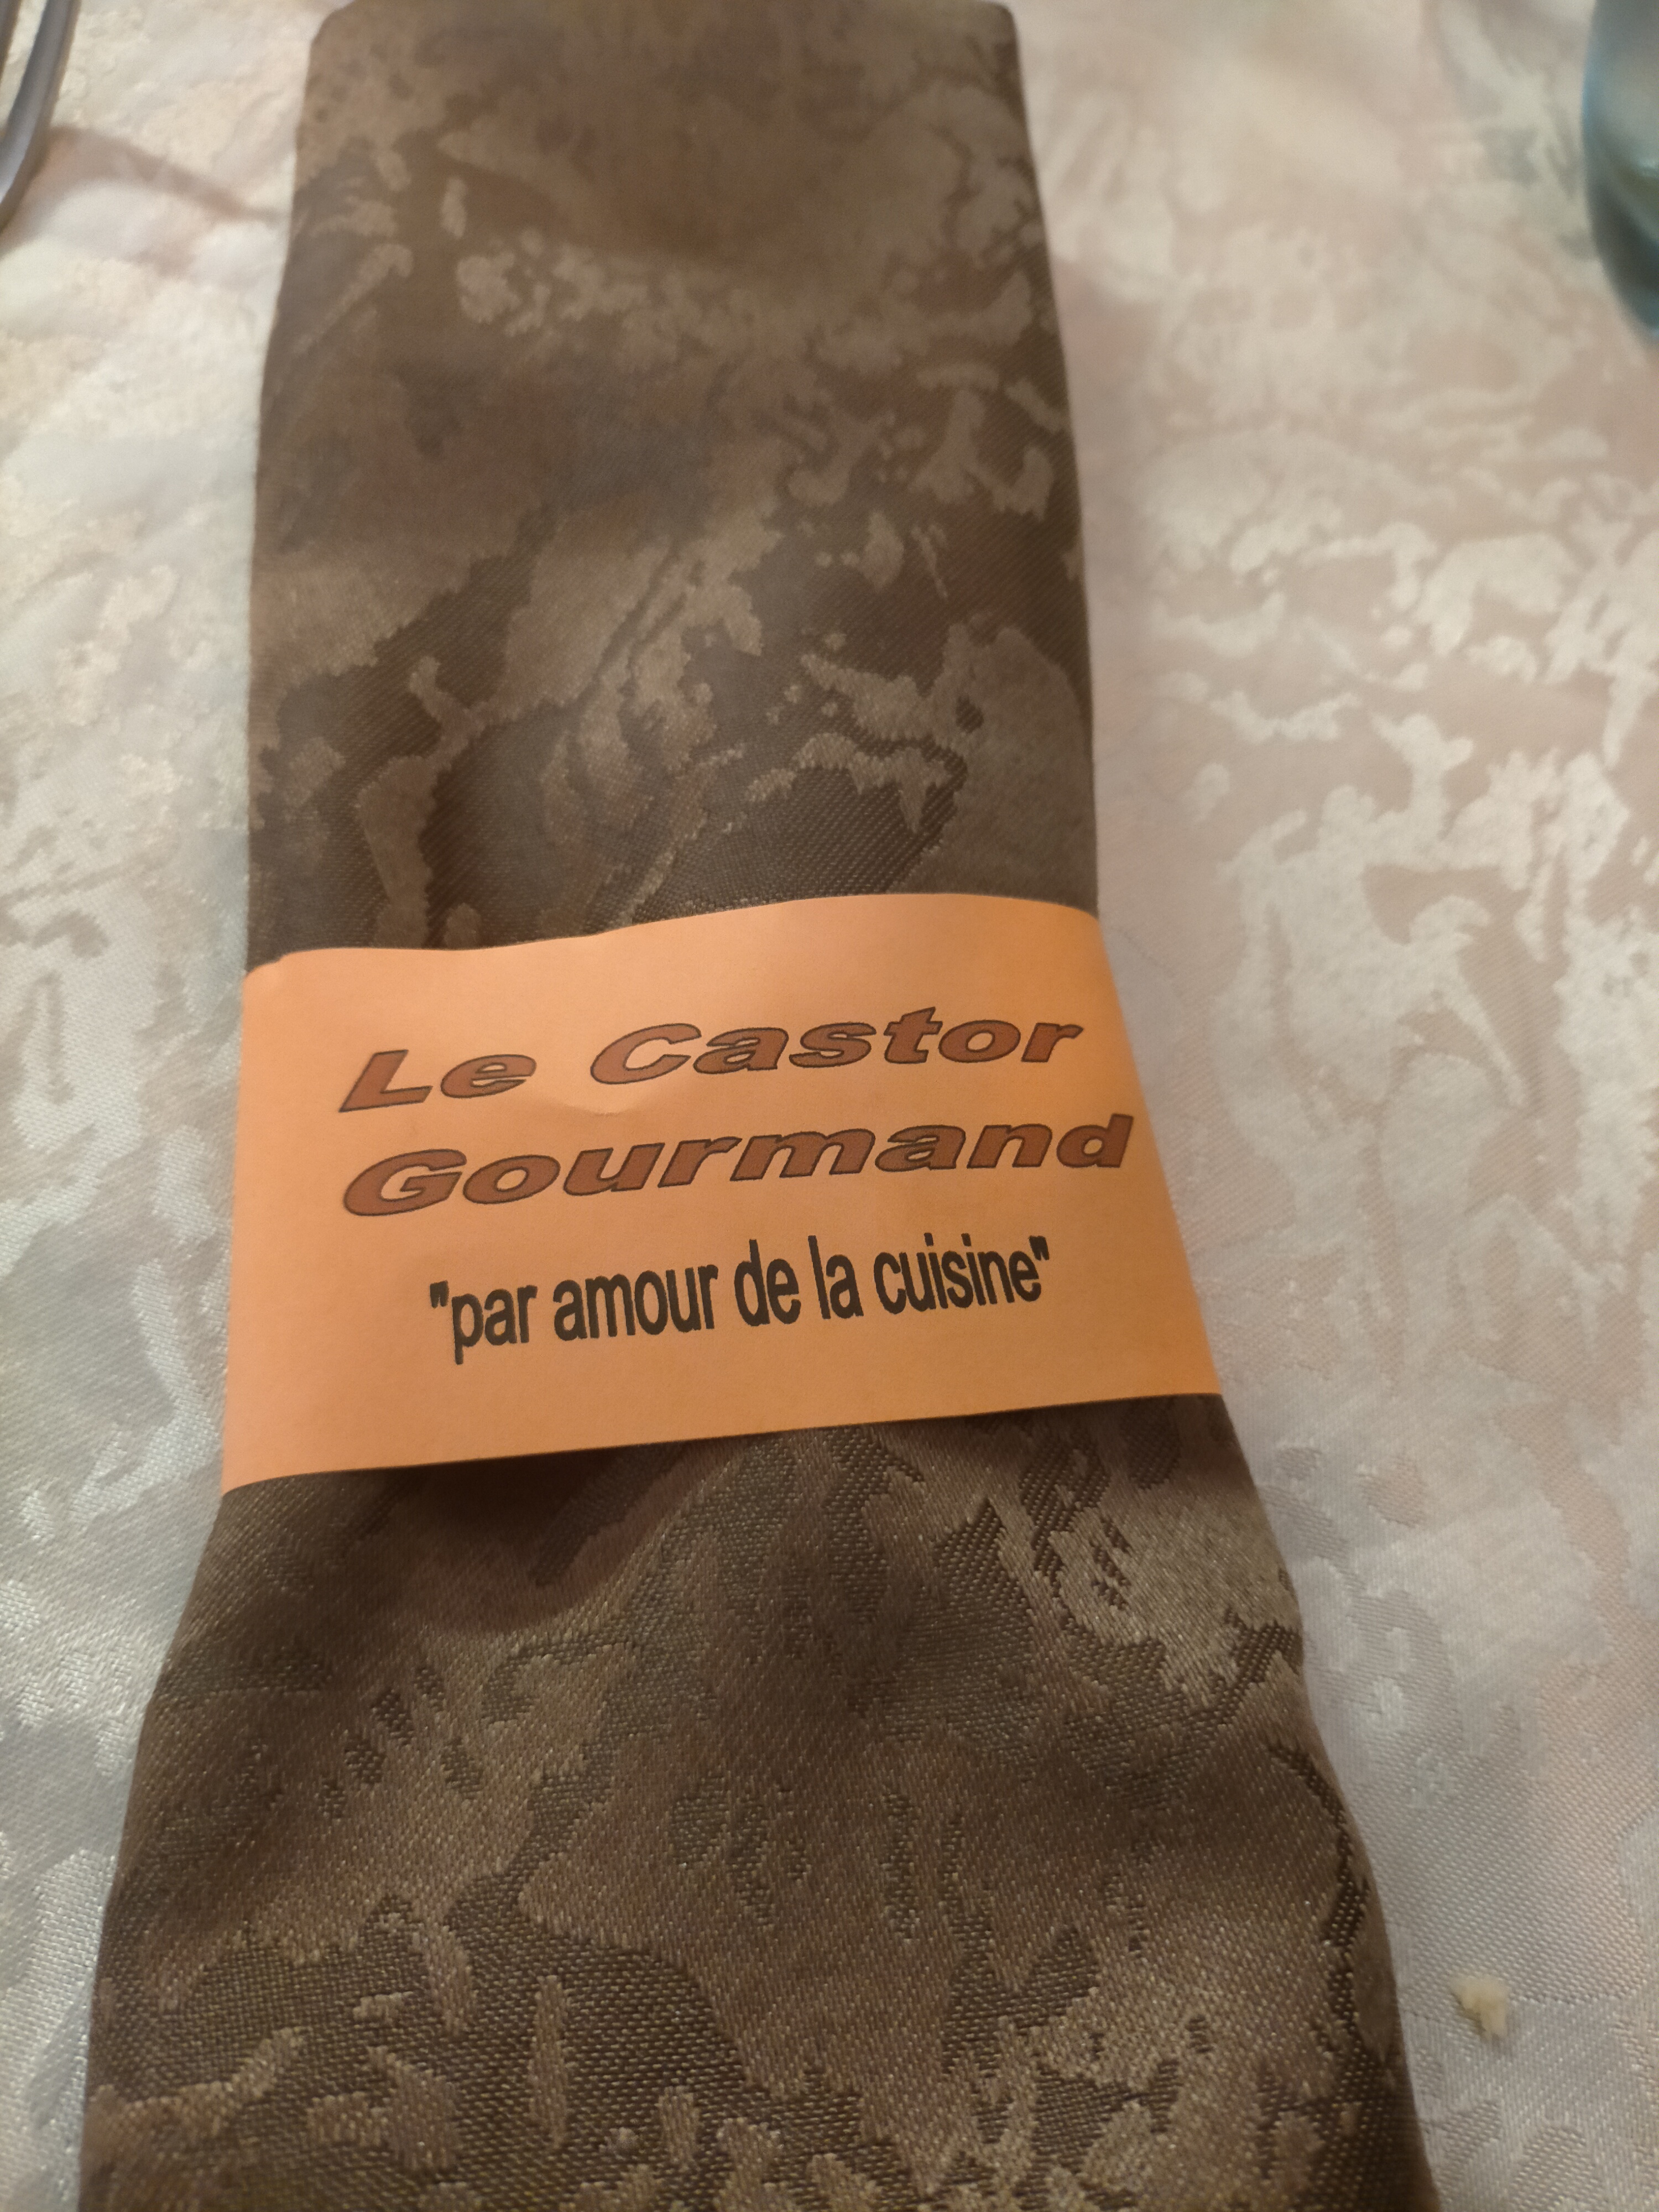 Le Castor
Gourmand
"par amour de la cuisine"